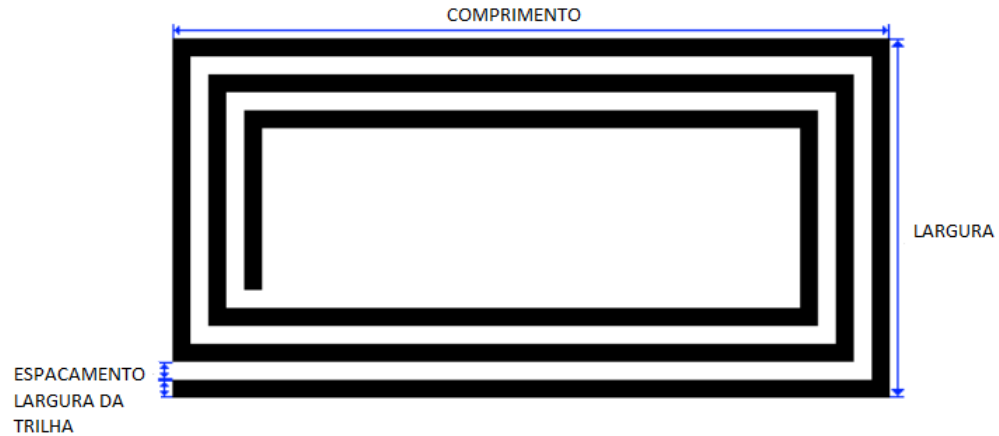 COMPRIMENTO
LARGURA
ESPACAMENTO
LARGURA DA
TRILHA